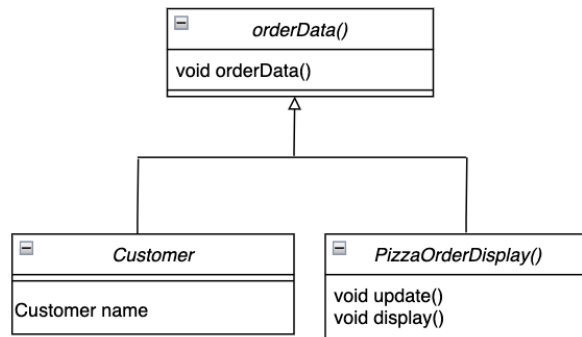 orderData()
void orderData()
Customer
Customer name
PizzaOrderDisplay()
void update()
void display()